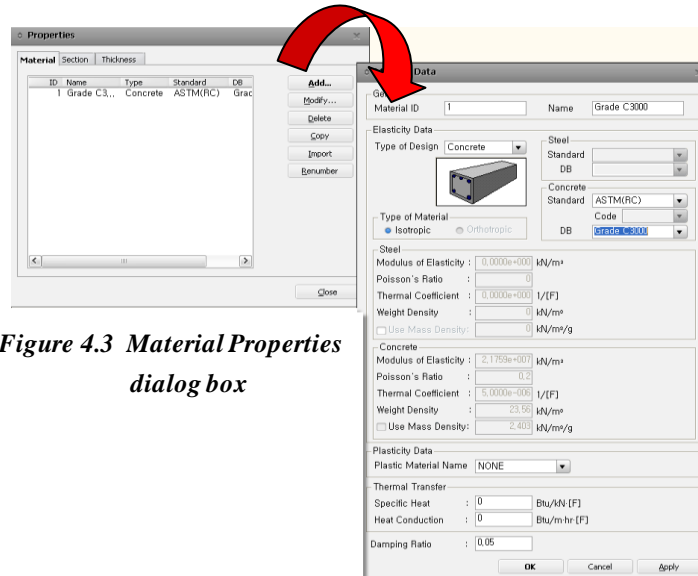 Properties
Material Section Thickness
ID Name Type Standard DB
1 Grade C3... Concrete ASTM(RC) Grac
Add...
Modify...
Delete
Copy
Import
Renumber
Close
Figure 4.3 Material Properties
dialog box
Data
Ge
Material ID 1 Name Grade C3000
Elasticity Data
Type of Design Concrete
Steel
Standard
DB
Concrete
Standard ASTM(RC)
Code
DB Grade C3000
Type of Material
Isotropic Orthotropic
Steel
Modulus of Elasticity : 0,0000e+000 kN/m²
Poisson's Ratio : 0
Thermal Coefficient : 0,0000e+000 1/[F]
Weight Density : 0 kN/m³
Use Mass Density: 0 kN/m³/g
Concrete
Modulus of Elasticity : 2,1759e+007 kN/m²
Poisson's Ratio : 0,2
Thermal Coefficient : 5,0000e-006 1/[F]
Weight Density : 23,56 kN/m³
Use Mass Density: 2,403 kN/m³/g
Plasticity Data
Plastic Material Name NONE
Thermal Transfer
Specific Heat : 0 Btu/kN·[F]
Heat Conduction : 0 Btu/m·hr·[F]
Damping Ratio : 0,05
OK Cancel Apply